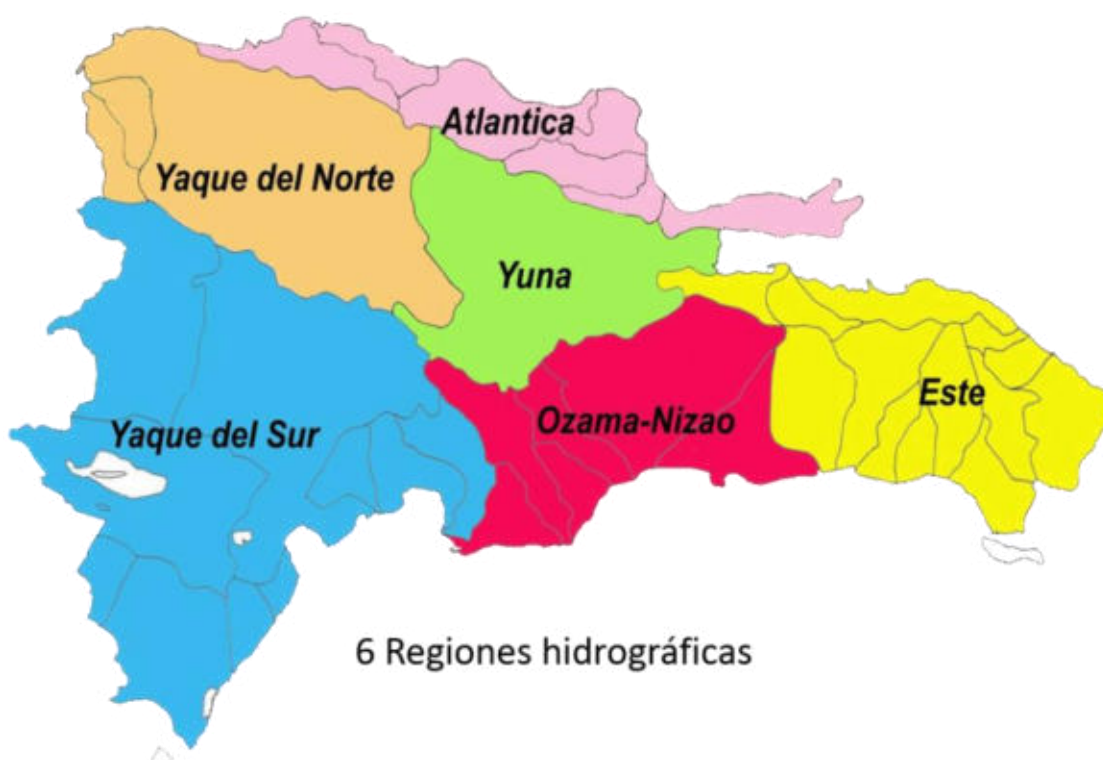 Atlantica
Yaque del Norte
Yuna
Este
Ozama-Nizao
Yaque del Sur
6 Regiones hidrográficas